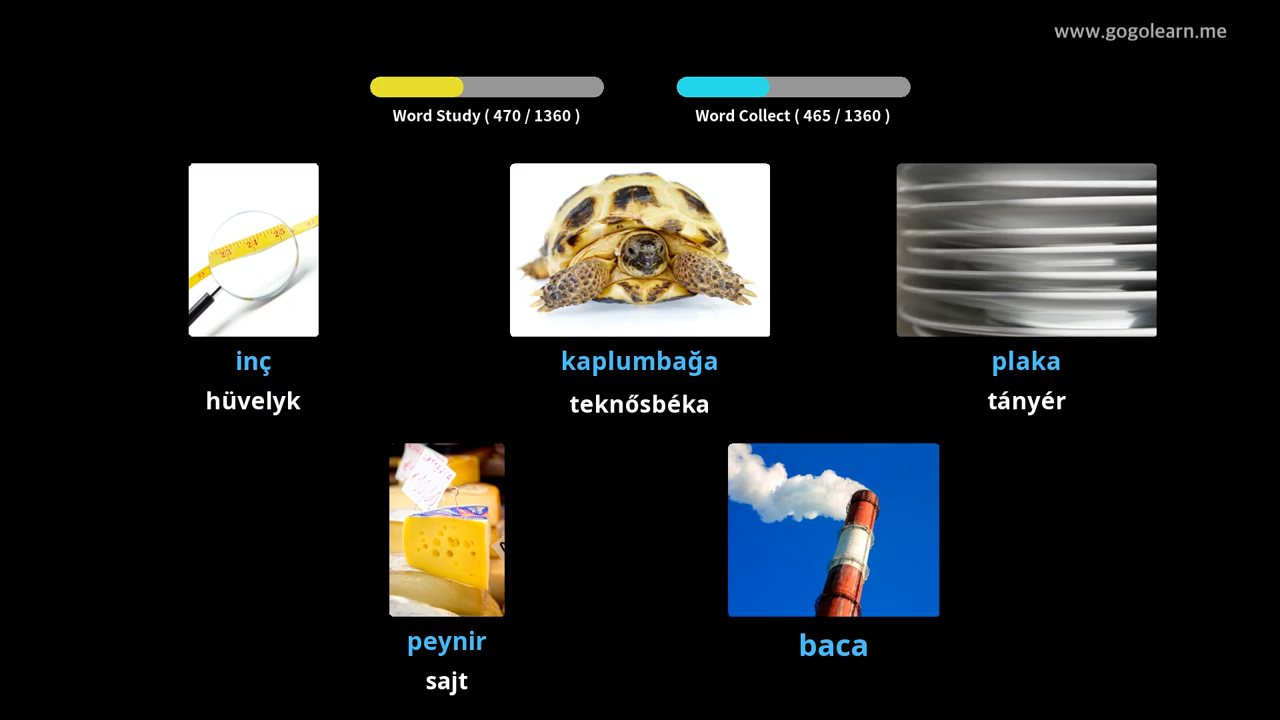 www.gogolearn.me
Word Study ( 470 / 1360 )
Word Collect ( 465 / 1360 )
inç
hüvelyk
kaplumbağa
teknősbéka
plaka
tányér
peynir
sajt
baca